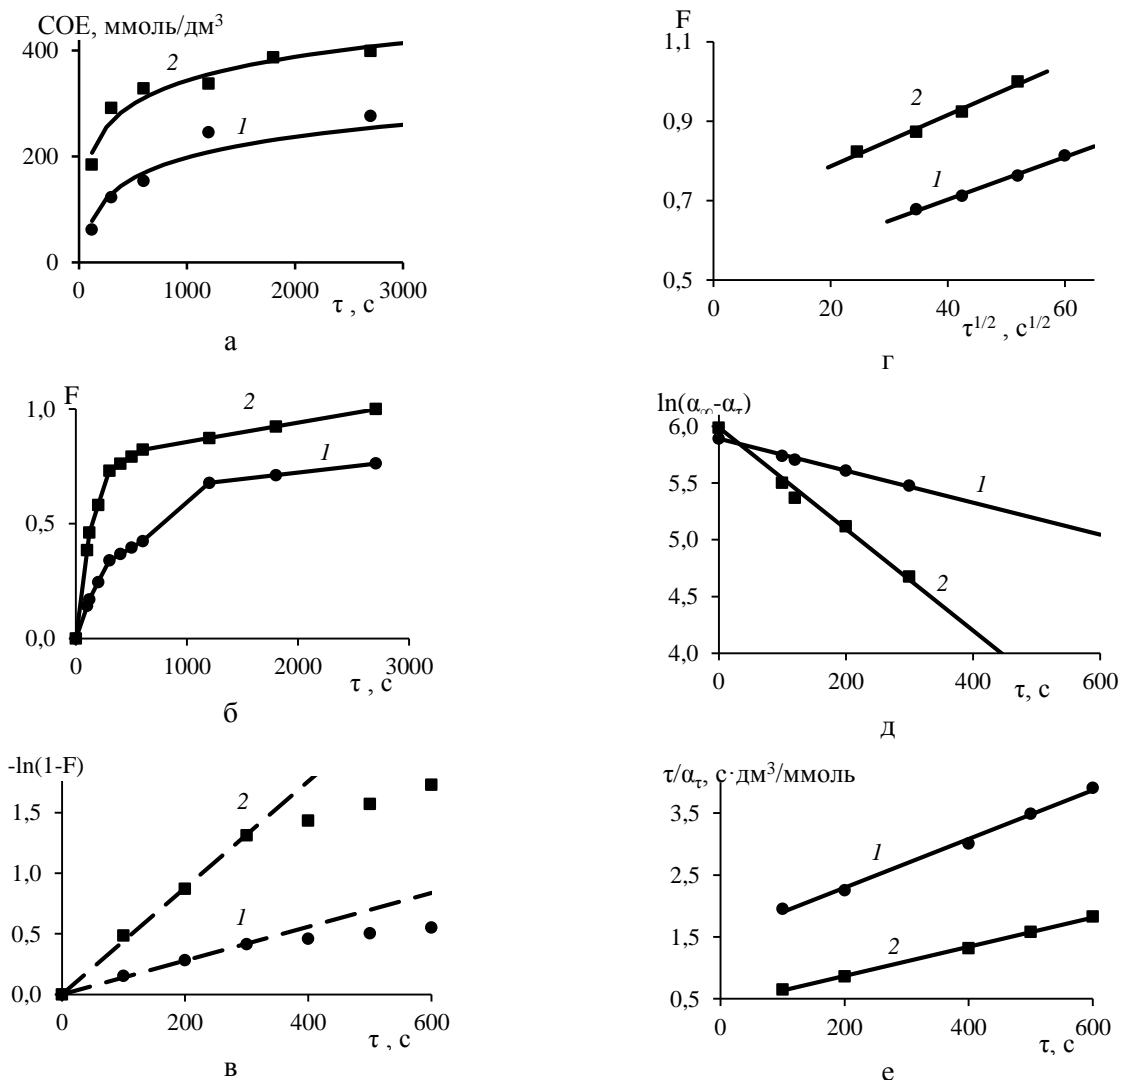 СОЕ, ммоль/дм³
400
200
0
0 1000 2000 3000
τ , с
2
1
а
F
1,1
0,9
0,7
0,5
0 20 40 60
τ^{1/2} , с^{1/2}
2
1
г
F
1,0
0,5
0,0
0 1000 2000 3000
τ , с
2
1
б
ln(α∞-ατ)
6,0
5,5
5,0
4,5
4,0
0 200 400 600
τ, с
1
2
д
-ln(1-F)
1,5
1,0
0,5
0,0
0 200 400 600
τ , с
2
1
в
τ/ατ, с·дм³/ммоль
3,5
2,5
1,5
0,5
0 200 400 600
τ, с
1
2
е